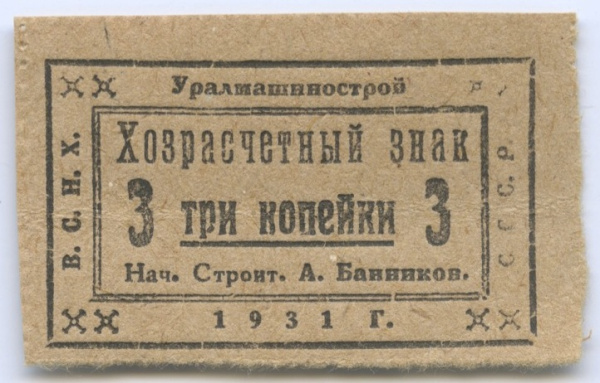 Уралмашинострой
В. С. Н. Х.
Хозрасчетный знак
3 три копейки 3
Нач. Строит. А. Банников.
С. С. С. Р.
1931 г.